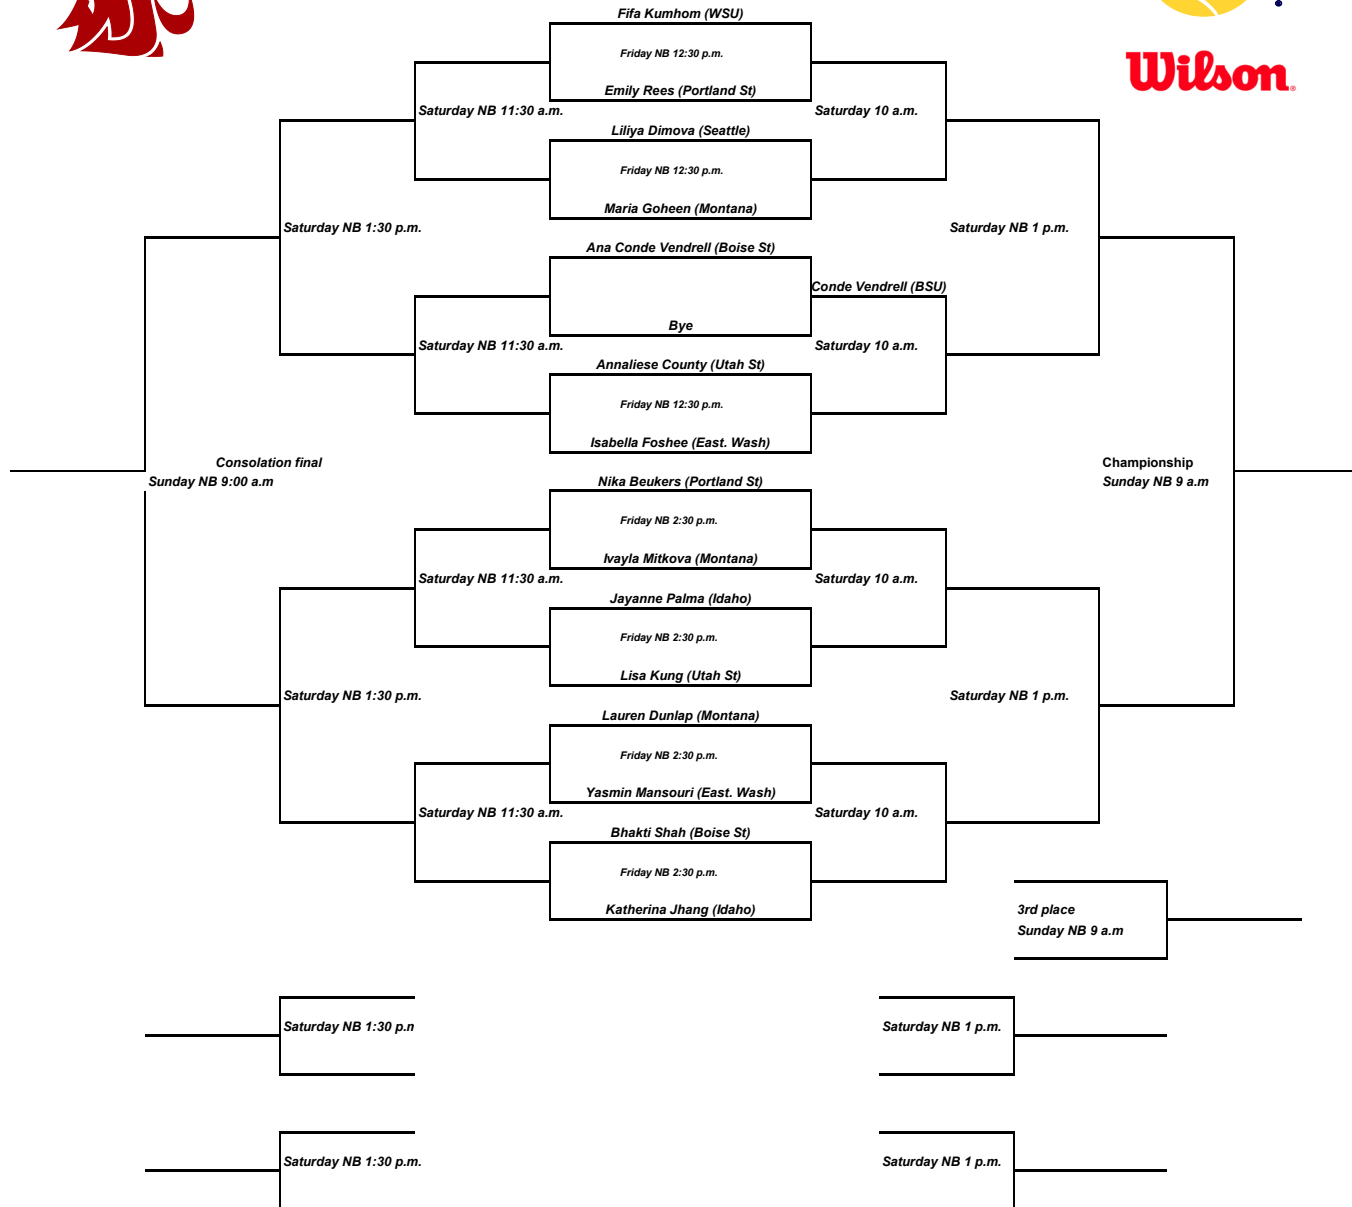 Fifa Kumhom (WSU)
Friday NB 12:30 p.m.
Wilson
Emily Rees (Portland St)
Saturday NB 11:30 a.m.
Saturday 10 a.m.
Liliya Dimova (Seattle)
Friday NB 12:30 p.m.
Maria Goheen (Montana)
Saturday NB 1:30 p.m.
Saturday NB 1 p.m.
Ana Conde Vendrell (Boise St)
Conde Vendrell (BSU)
Bye
Saturday NB 11:30 a.m.
Saturday 10 a.m.
Annaliese County (Utah St)
Friday NB 12:30 p.m.
Isabella Foshee (East. Wash)
Consolation final
Championship
Sunday NB 9:00 a.m
Nika Beukers (Portland St)
Sunday NB 9 a.m
Friday NB 2:30 p.m.
Ivayla Mitkova (Montana)
Saturday NB 11:30 a.m.
Saturday 10 a.m.
Jayanne Palma (Idaho)
Friday NB 2:30 p.m.
Lisa Kung (Utah St)
Saturday NB 1:30 p.m.
Saturday NB 1 p.m.
Lauren Dunlap (Montana)
Friday NB 2:30 p.m.
Yasmin Mansouri (East. Wash)
Saturday NB 11:30 a.m.
Saturday 10 a.m.
Bhakti Shah (Boise St)
Friday NB 2:30 p.m.
Katherina Jhang (Idaho)
3rd place
Sunday NB 9 a.m
Saturday NB 1:30 p.n
Saturday NB 1 p.m.
Saturday NB 1:30 p.m.
Saturday NB 1 p.m.